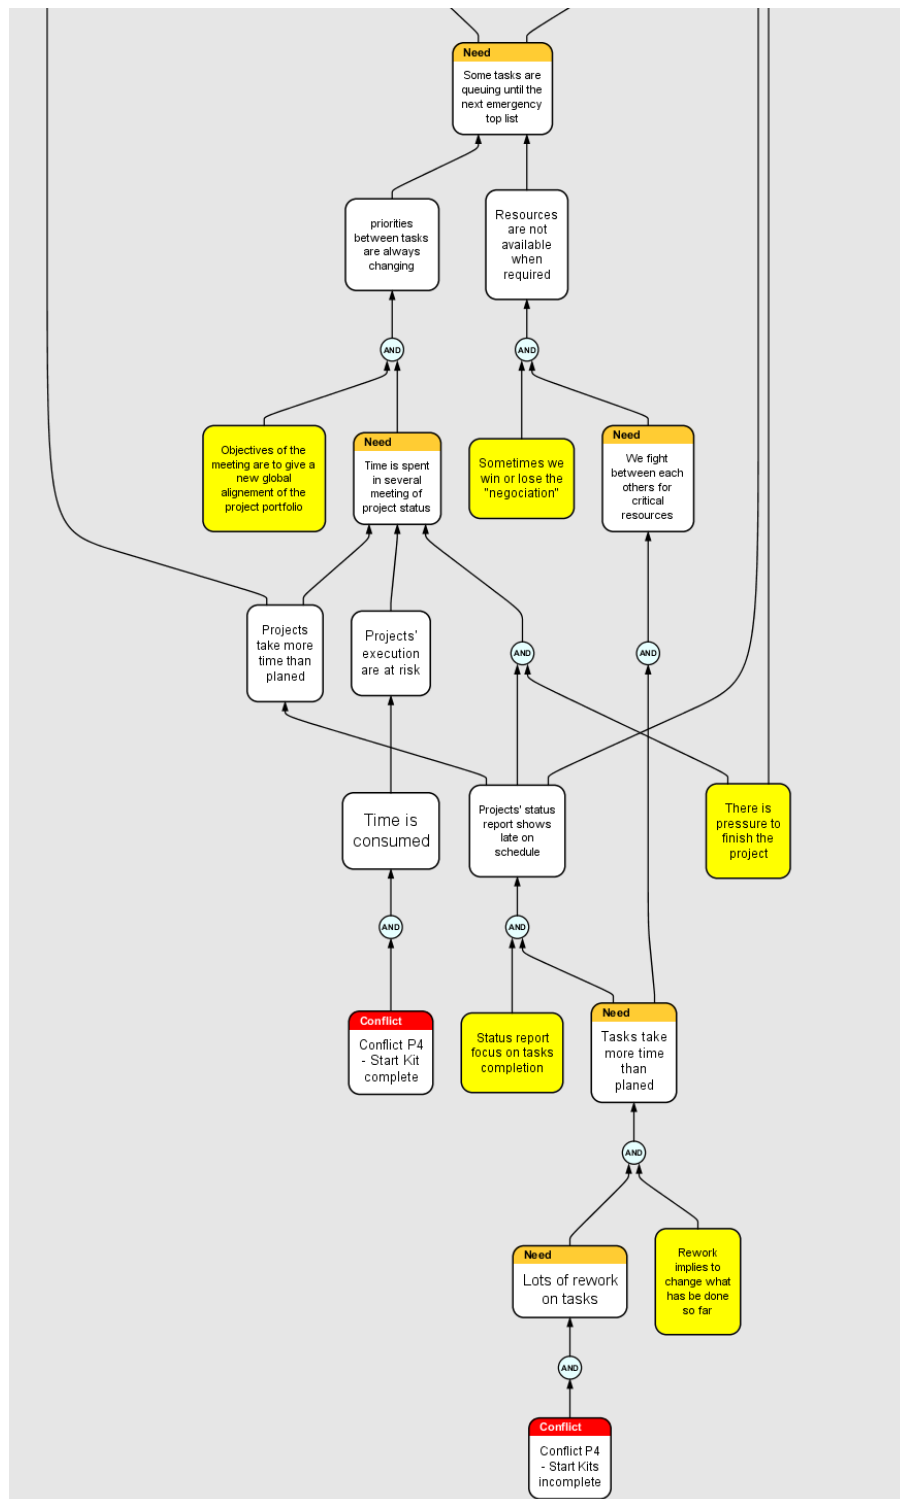 Need
Some tasks are
queuing until the
next emergency
top list
priorities
between tasks
are always
changing
Resources
are not
available
when
required
AND
AND
Objectives of the
meeting are to give a
new global
alignement of the
project portfolio
Need
Time is spent
in several
meeting of
project status
Sometimes we
win or lose the
"negociation"
Need
We fight
between each
others for
critical
resources
Projects
take more
time than
planed
Projects'
execution
are at risk
AND
AND
Time is
consumed
Projects' status
report shows
late on
schedule
There is
pressure to
finish the
project
AND
AND
Conflict
Conflict P4
- Start Kit
complete
Status report
focus on tasks
completion
Need
Tasks take
more time
than
planed
AND
Need
Lots of rework
on tasks
Rework
implies to
change what
has be done
so far
AND
Conflict
Conflict P4
- Start Kits
incomplete